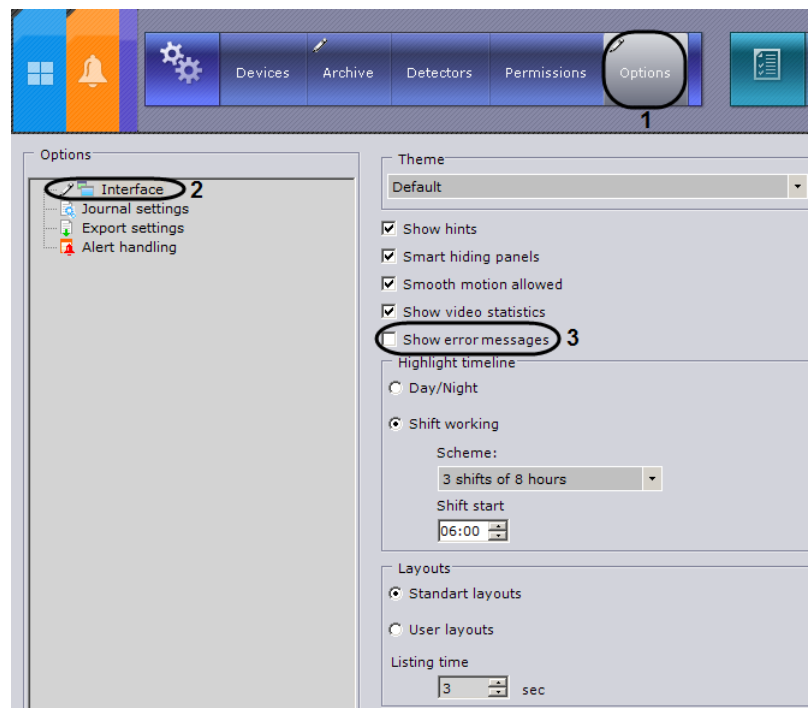 Devices Archive Detectors Permissions Options
1
Options
Interface 2
Journal settings
Export settings
Alert handling
Theme
Default
Show hints
Smart hiding panels
Smooth motion allowed
Show video statistics
Show error messages 3
Highlight timeline
Day/Night
Shift working
Scheme:
3 shifts of 8 hours
Shift start
06:00
Layouts
Standart layouts
User layouts
Listing time
3 sec